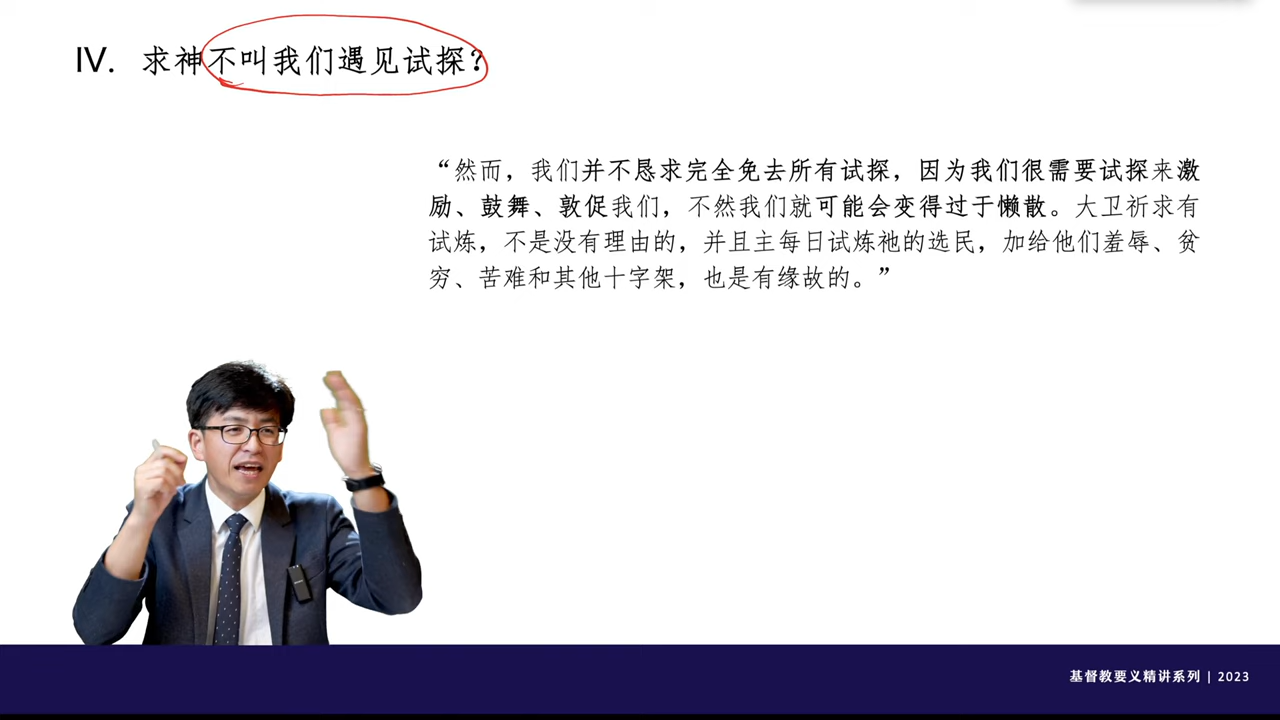 IV. 求神不叫我们遇见试探？
“然而，我们并不恳求完全免去所有试探，因为我们很需要试探来激
励、鼓舞、敦促我们，不然我们就可能会变得过于懒散。大卫祈求有
试炼，不是没有理由的，并且主每日试炼祂的选民，加给他们羞辱、贫
穷、苦难和其他十字架，也是有缘故的。”
基督教要义精讲系列 | 2023